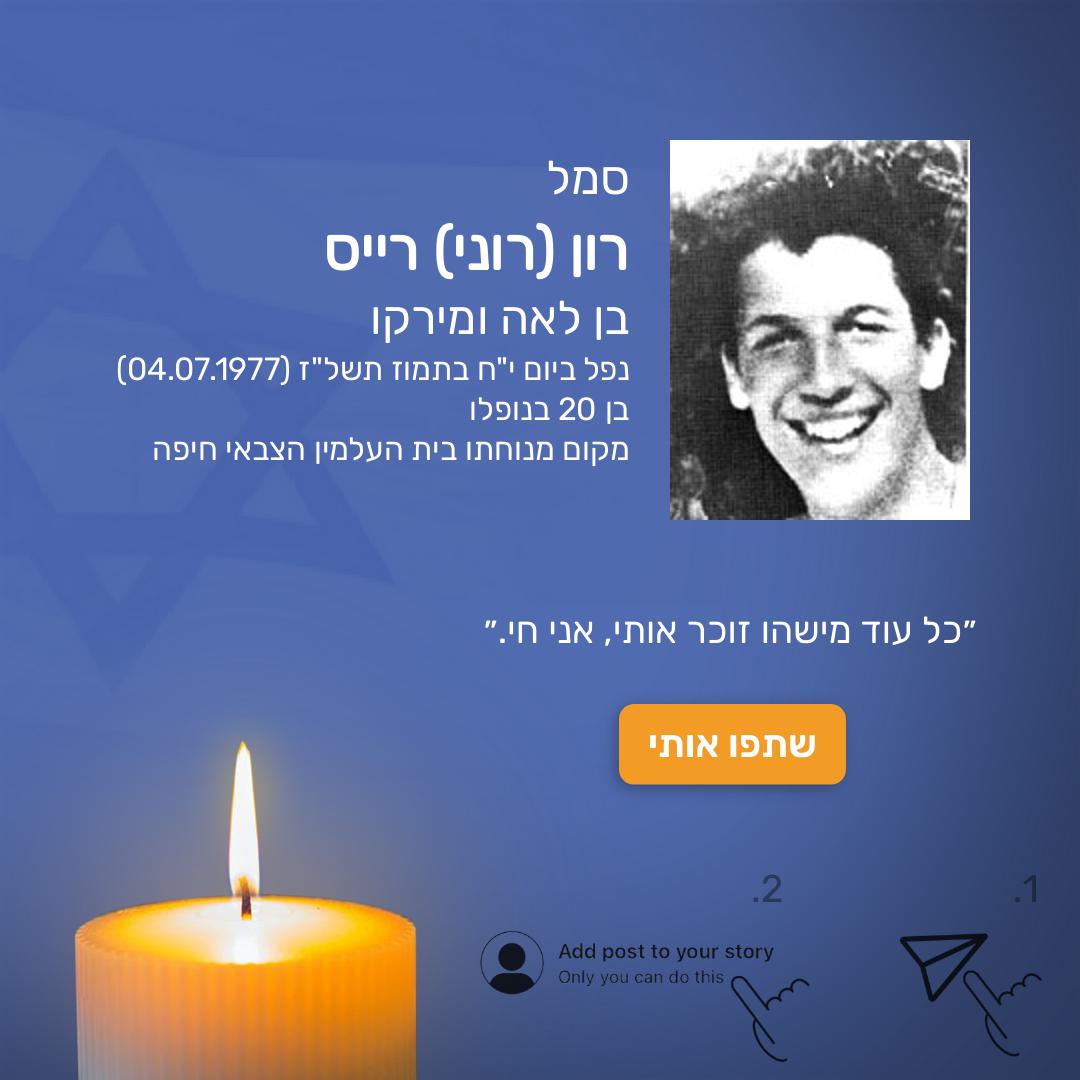 סמל
רון (רוני) רייס
בן לאה ומירקו
נפל ביום י"ח בתמוז תשל"ז (04.07.1977)
בן 20 בנופלו
מקום מנוחתו בית העלמין הצבאי חיפה
״כל עוד מישהו זוכר אותי, אני חי.״
שתפו אותי
.1
.2
Add post to your story
Only you can do this